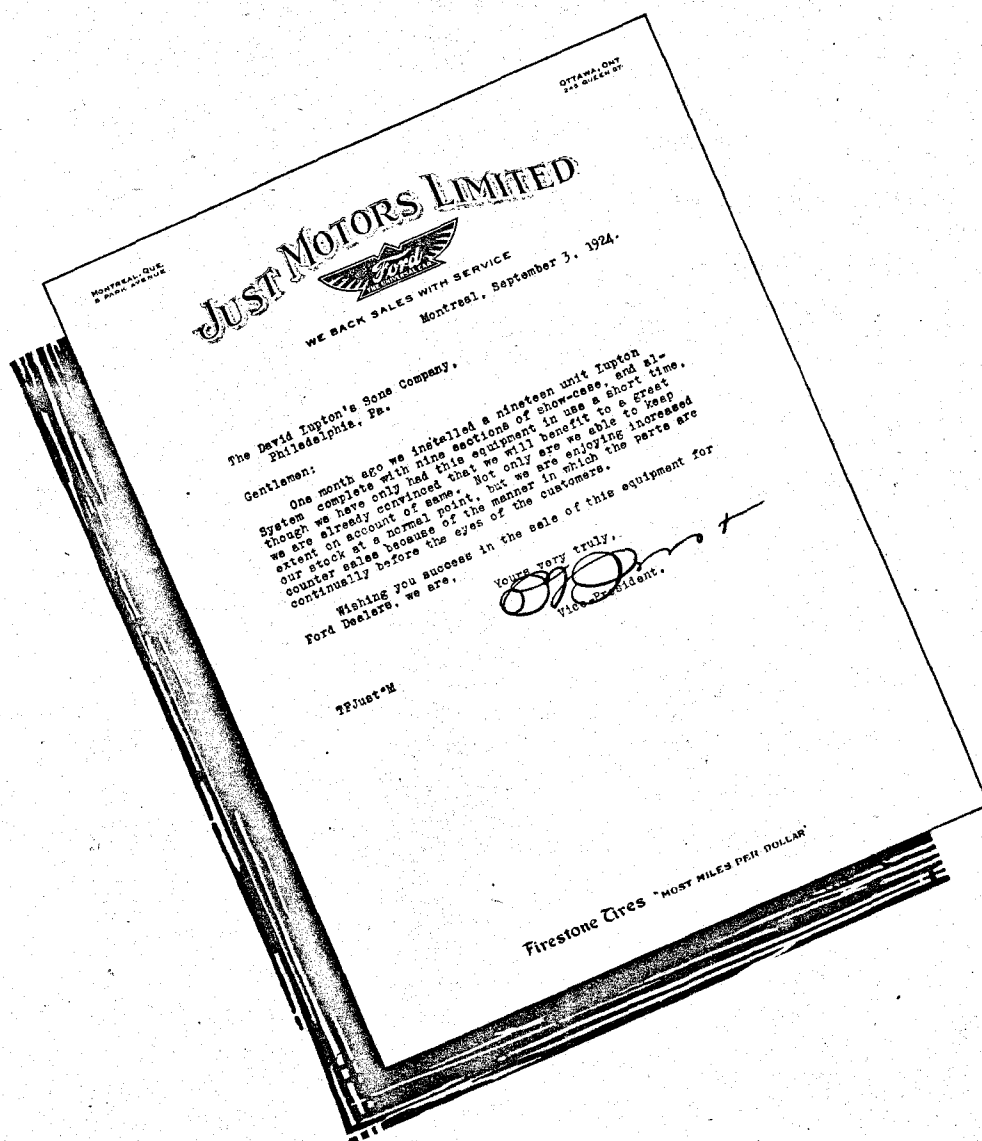 OTTAWA, ONT
MONTREAL, QUE.
JUST MOTORS LIMITED
Ford
WE BACK SALES WITH SERVICE
Montreal, September 3, 1924.
The David Lupton's Sons Company,
Philadelphia, Pa.
Gentlemen:
One month ago we installed a nineteen unit Lupton
System complete with nine sections of show-case, and al-
though we have only had this equipment in use a short time,
we are already convinced that we will benefit to a great
extent on account of same. Not only are we able to keep
our stock at a normal point, but we are enjoying increased
counter sales because of the manner in which the parts are
continually before the eyes of the customers.
Wishing you success in the sale of this equipment for
Ford Dealers, we are,
Yours very truly,
Vice-President.
TFJust*M
Firestone Tires "MOST MILES PER DOLLAR"